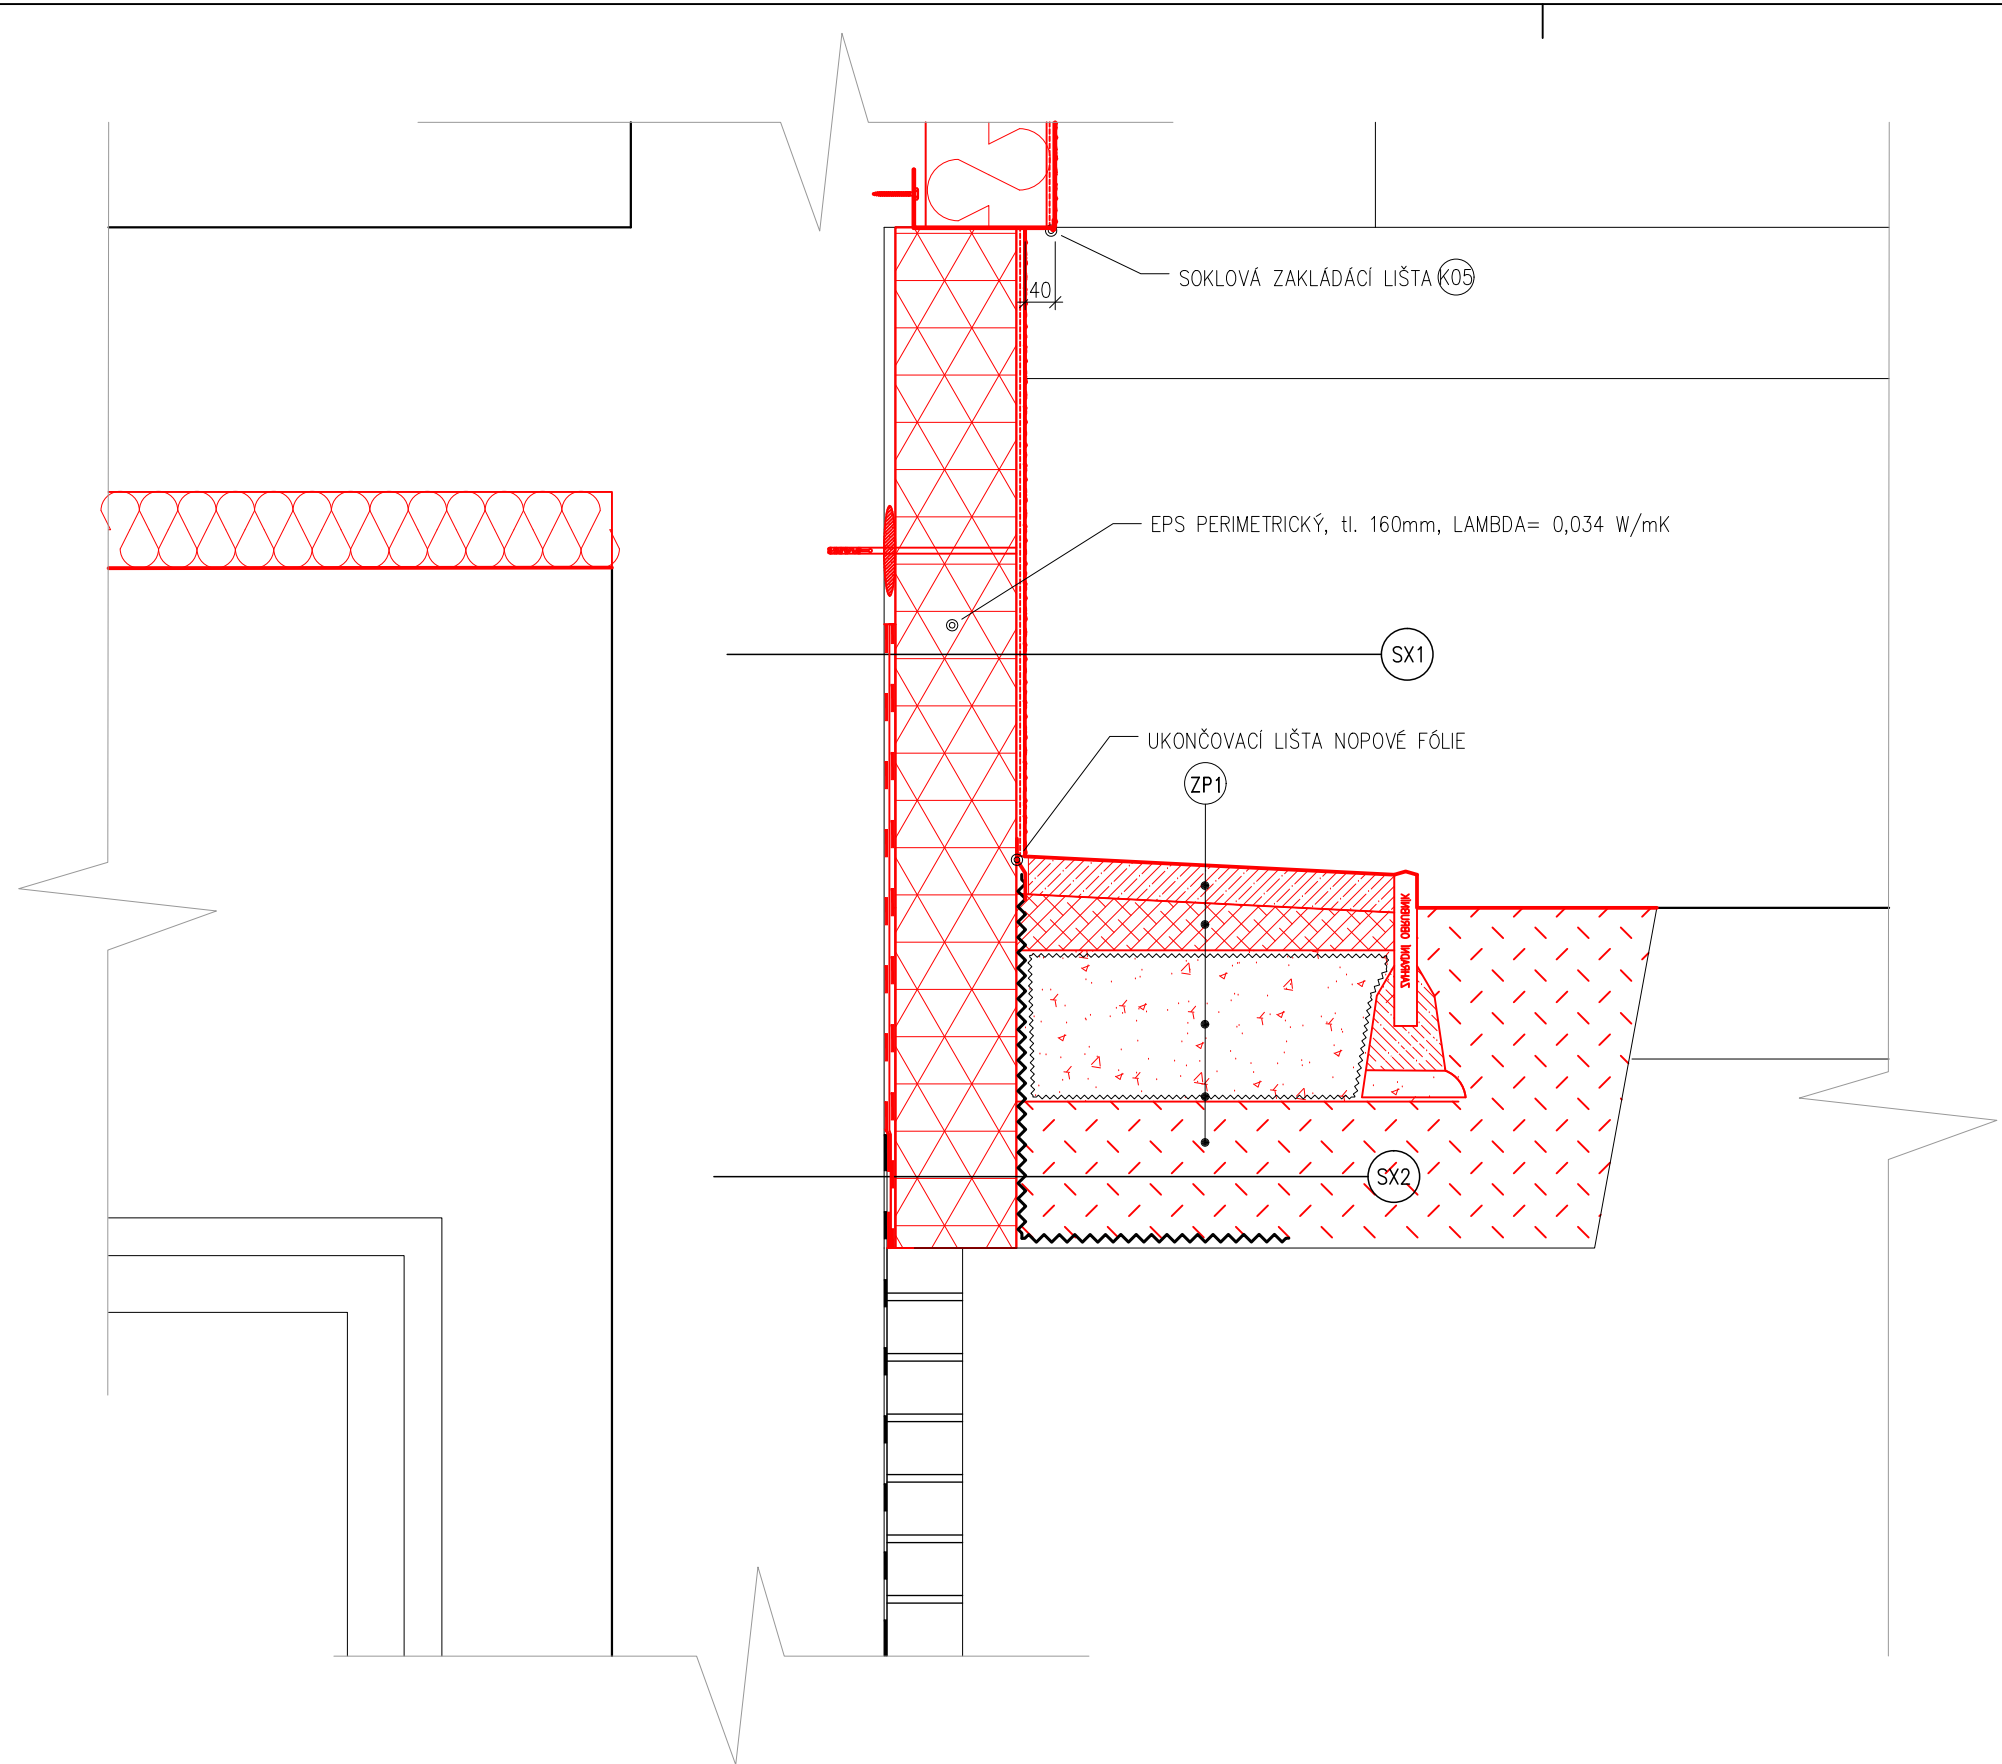 SOKLOVÁ ZAKLÁDÁCÍ LIŠTA K05
40
EPS PERIMETRICKÝ, tl. 160mm, LAMBDA= 0,034 W/mK
SX1
UKONČOVACÍ LIŠTA NOPOVÉ FÓLIE
ZP1
ZAHRADNÍ OBRUBNÍK
SX2